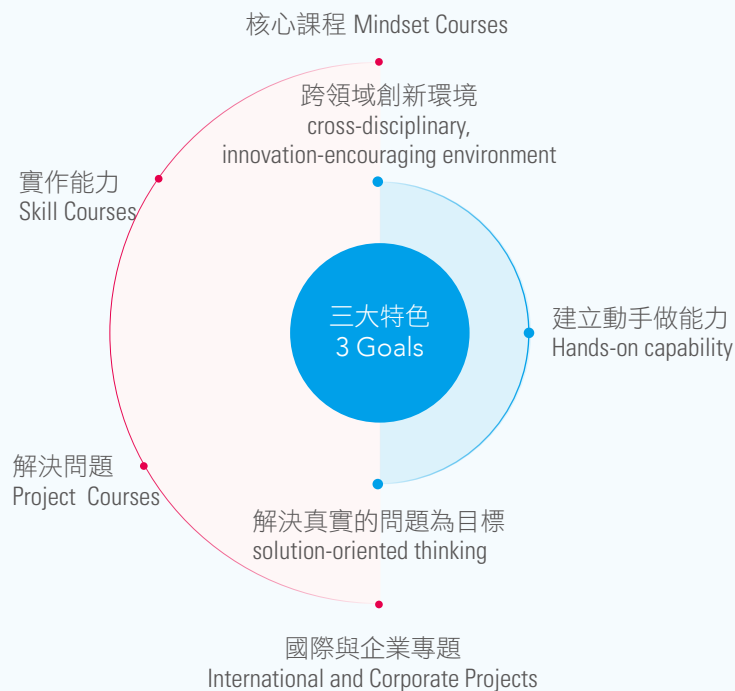 核心課程 Mindset Courses
跨領域創新環境
cross-disciplinary,
innovation-encouraging environment
實作能力
Skill Courses
三大特色
3 Goals
建立動手做能力
Hands-on capability
解決問題
Project Courses
解決真實的問題為目標
solution-oriented thinking
國際與企業專題
International and Corporate Projects